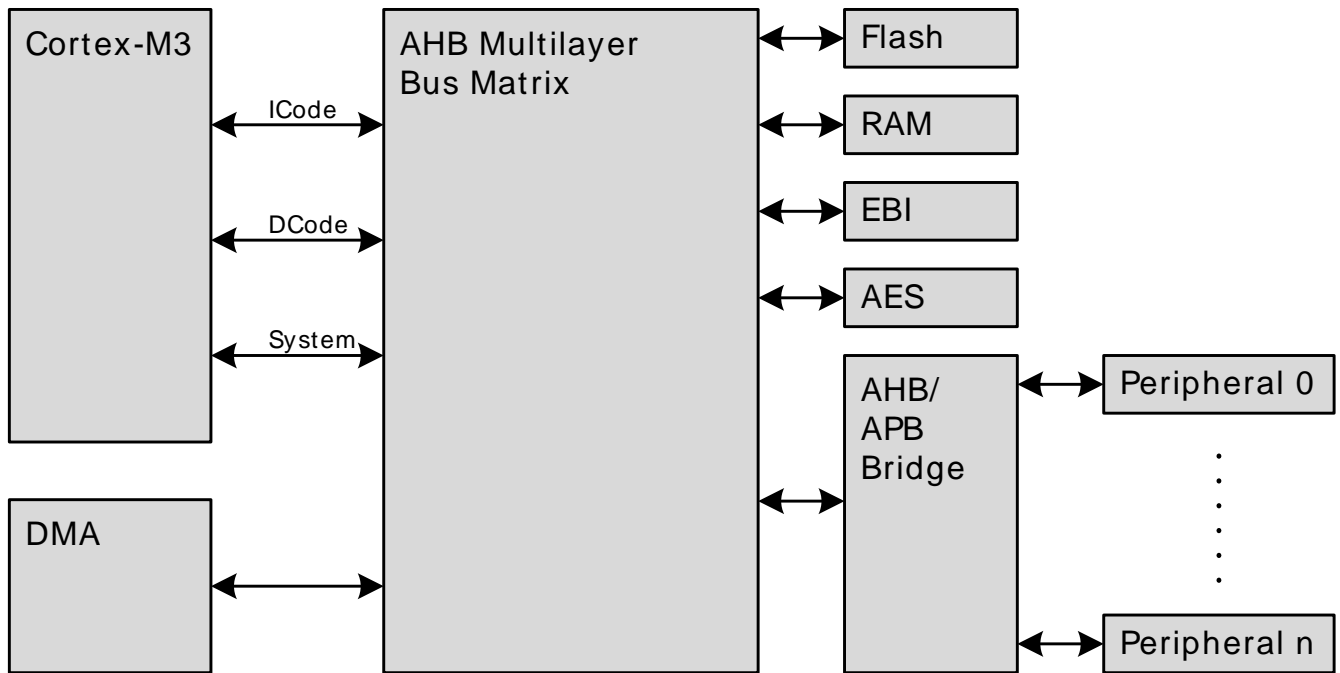 Cortex-M3
ICode
DCode
System
DMA
AHB Multilayer
Bus Matrix
Flash
RAM
EBI
AES
AHB/
APB
Bridge
Peripheral 0
Peripheral n